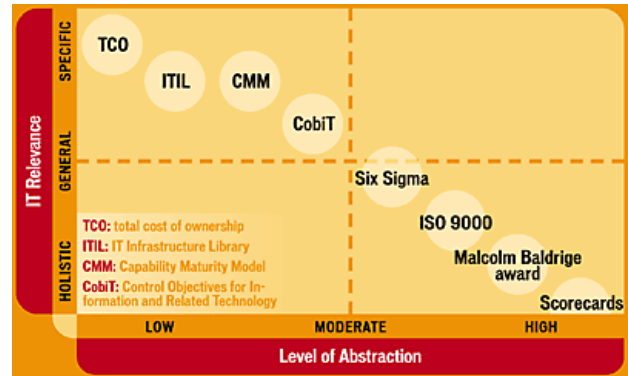 IT Relevance
SPECIFIC
GENERAL
HOLISTIC
TCO
ITIL
CMM
CobiT
Six Sigma
ISO 9000
Malcolm Baldrige
award
Scorecards
TCO: total cost of ownership
ITIL: IT Infrastructure Library
CMM: Capability Maturity Model
CobiT: Control Objectives for In-
formation and Related Technology
LOW
MODERATE
HIGH
Level of Abstraction